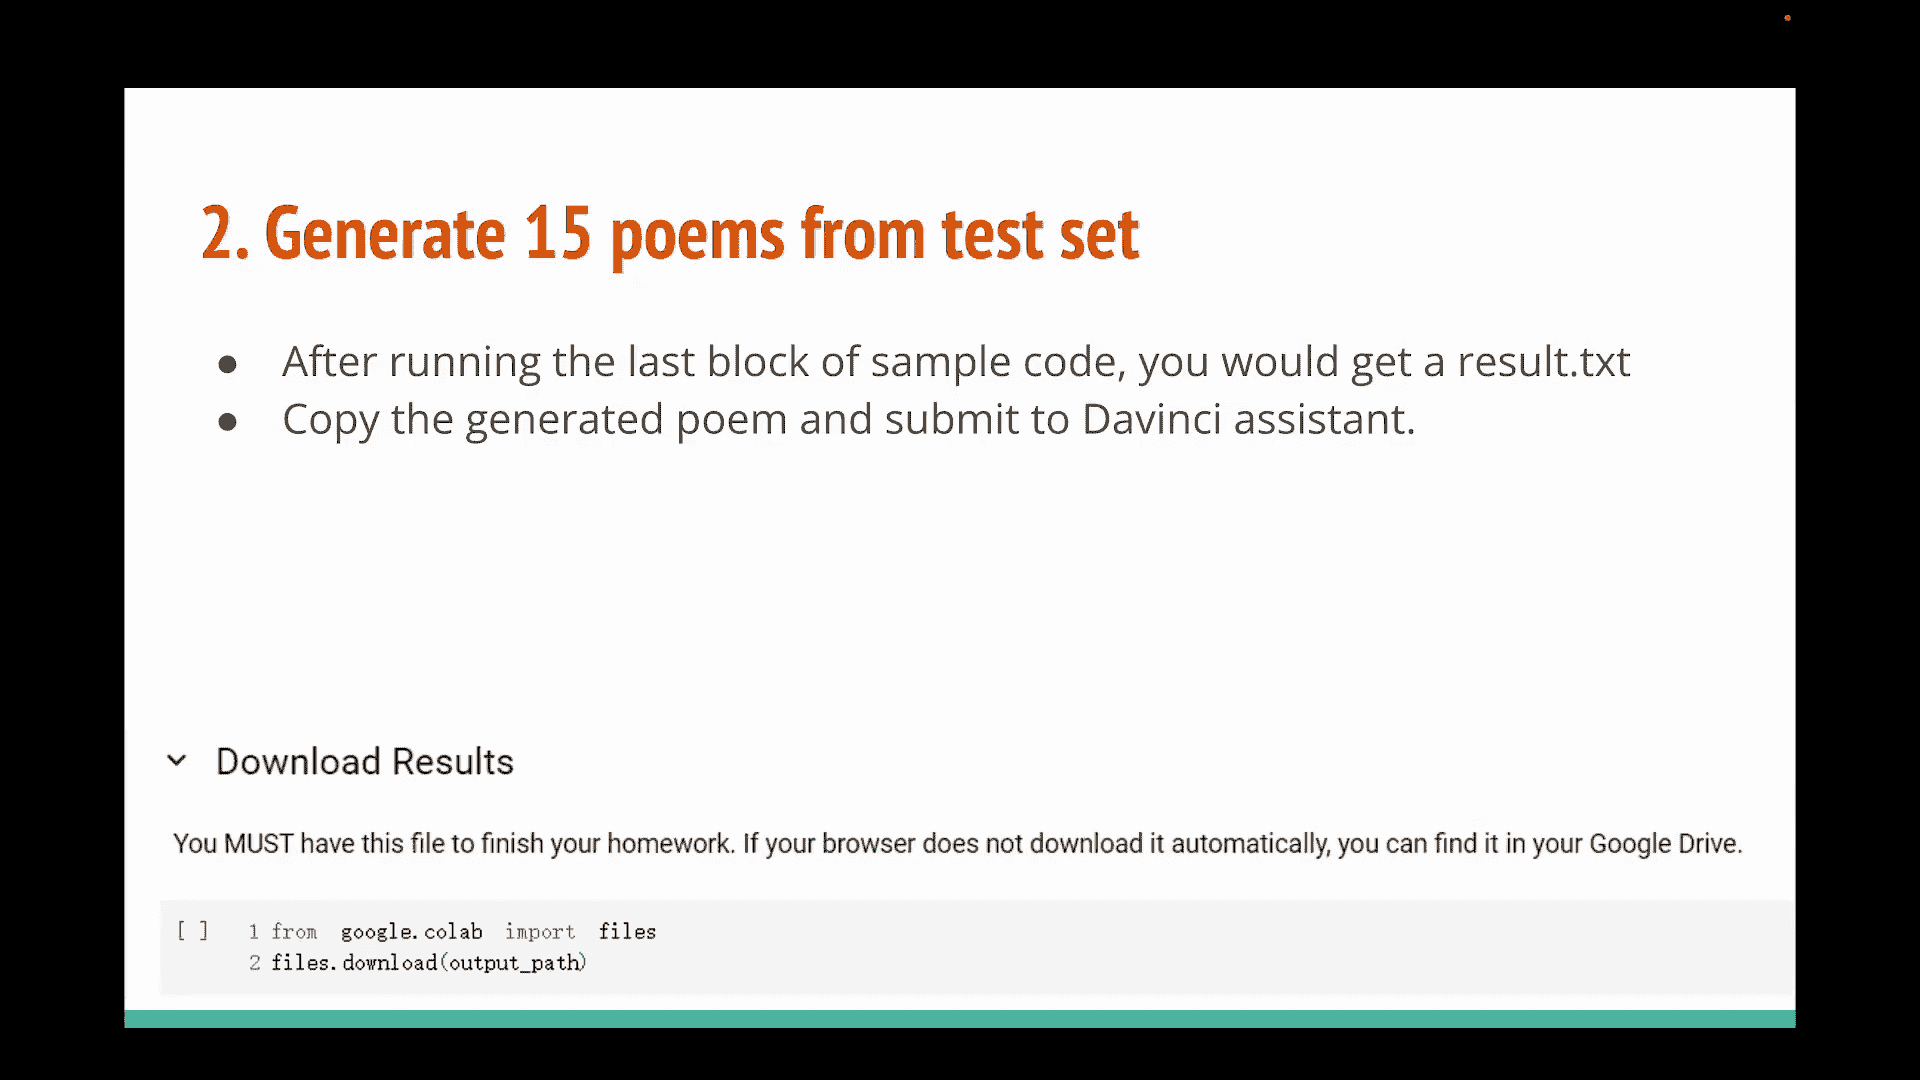 2. Generate 15 poems from test set
● After running the last block of sample code, you would get a result.txt
● Copy the generated poem and submit to Davinci assistant.
Download Results
You MUST have this file to finish your homework. If your browser does not download it automatically, you can find it in your Google Drive.
[ ] 1 from google.colab import files
2 files.download(output_path)